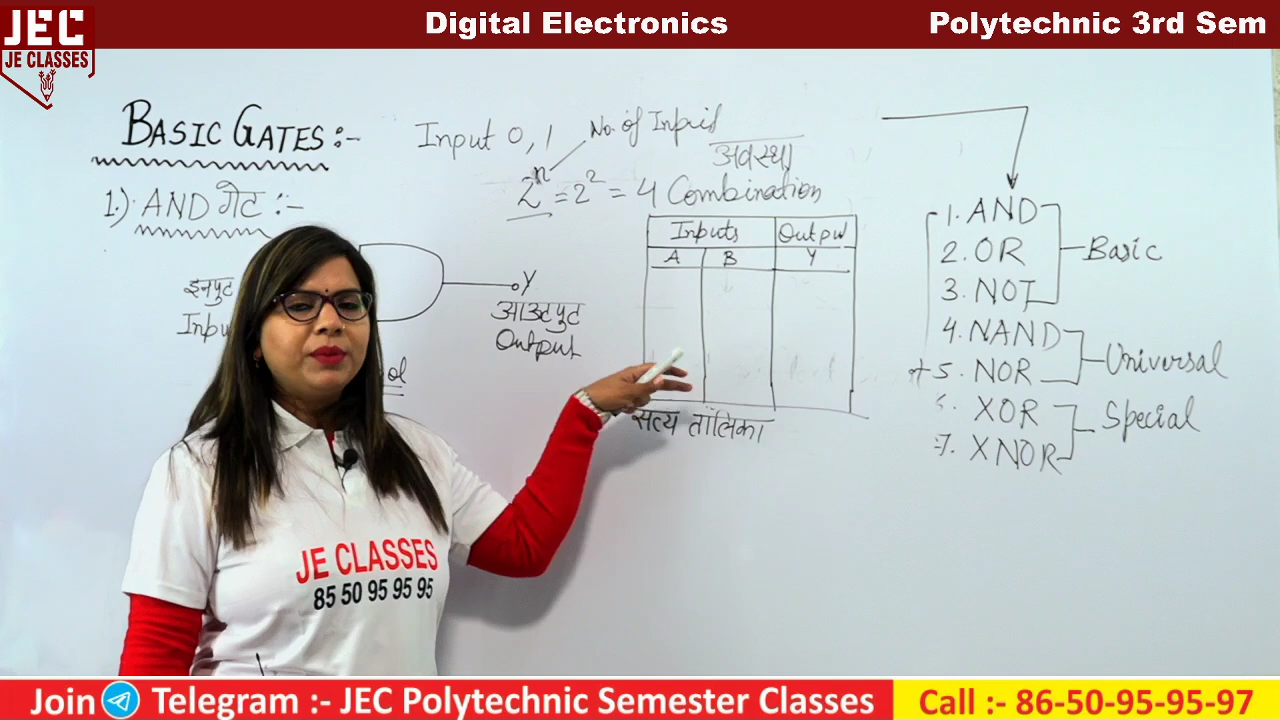 JEC
JE CLASSES
Digital Electronics
Polytechnic 3rd Sem
BASIC GATES:-
Input 0, 1
No. of Inputs
अवस्था
2ⁿ = 2² = 4 Combination
1.) AND गेट :-
इनपुट
Inpu
Y
आउटपुट
Output
ol
Inputs Output
A B Y
सत्य तालिका
1. AND
2. OR
3. NOT
Basic
4. NAND
5. NOR
Universal
XOR
7. XNOR
Special
JE CLASSES
85 50 95 95 95
Join Telegram :- JEC Polytechnic Semester Classes
Call :- 86-50-95-95-97